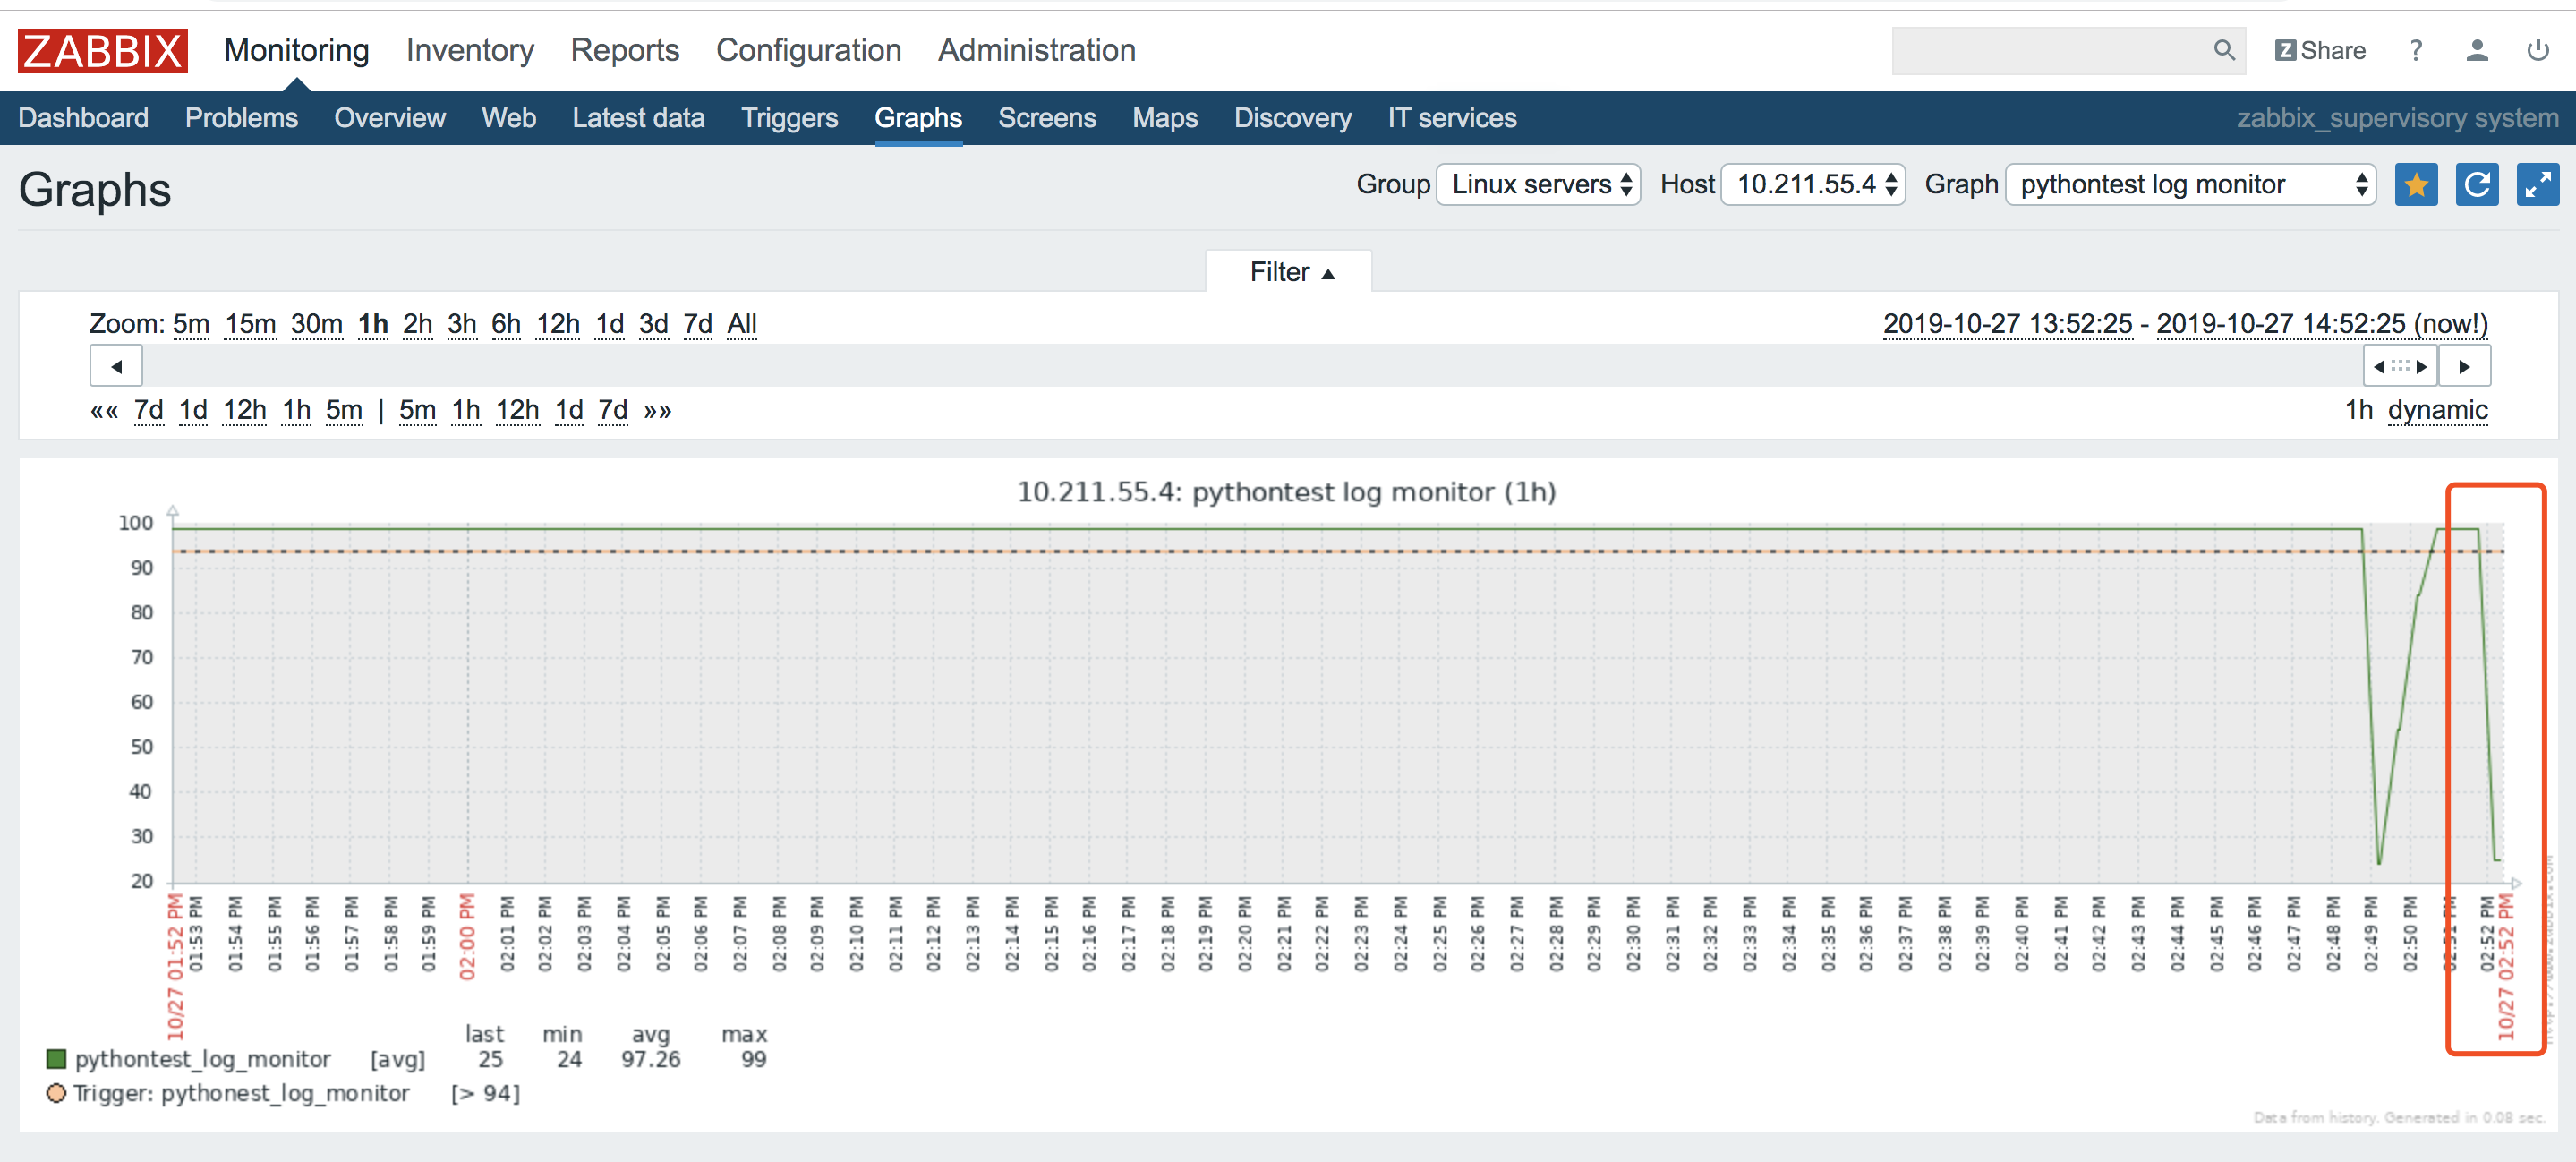 ZABBIX Monitoring Inventory Reports Configuration Administration Z Share ?
Dashboard Problems Overview Web Latest data Triggers Graphs Screens Maps Discovery IT services zabbix_supervisory system
Graphs Group Linux servers Host 10.211.55.4 Graph pythontest log monitor
Filter ▲
Zoom: 5m 15m 30m 1h 2h 3h 6h 12h 1d 3d 7d All 2019-10-27 13:52:25 - 2019-10-27 14:52:25 (now!)
«« 7d 1d 12h 1h 5m | 5m 1h 12h 1d 7d »» 1h dynamic
10.211.55.4: pythontest log monitor (1h)
100
90
80
70
60
50
40
30
20
10/27 01:52 PM
01:53 PM
01:54 PM
01:55 PM
01:56 PM
01:57 PM
01:58 PM
01:59 PM
02:00 PM
02:01 PM
02:02 PM
02:03 PM
02:04 PM
02:05 PM
02:06 PM
02:07 PM
02:08 PM
02:09 PM
02:10 PM
02:11 PM
02:12 PM
02:13 PM
02:14 PM
02:15 PM
02:16 PM
02:17 PM
02:18 PM
02:19 PM
02:20 PM
02:21 PM
02:22 PM
02:23 PM
02:24 PM
02:25 PM
02:26 PM
02:27 PM
02:28 PM
02:29 PM
02:30 PM
02:31 PM
02:32 PM
02:33 PM
02:34 PM
02:35 PM
02:36 PM
02:37 PM
02:38 PM
02:39 PM
02:40 PM
02:41 PM
02:42 PM
02:43 PM
02:44 PM
02:45 PM
02:46 PM
02:47 PM
02:48 PM
02:49 PM
02:50 PM
02:51 PM
02:52 PM
10/27 02:52 PM
last min avg max
pythontest_log_monitor [avg] 25 24 97.26 99
Trigger: pythonest_log_monitor [> 94]
Data from history. Generated in 0.08 sec.